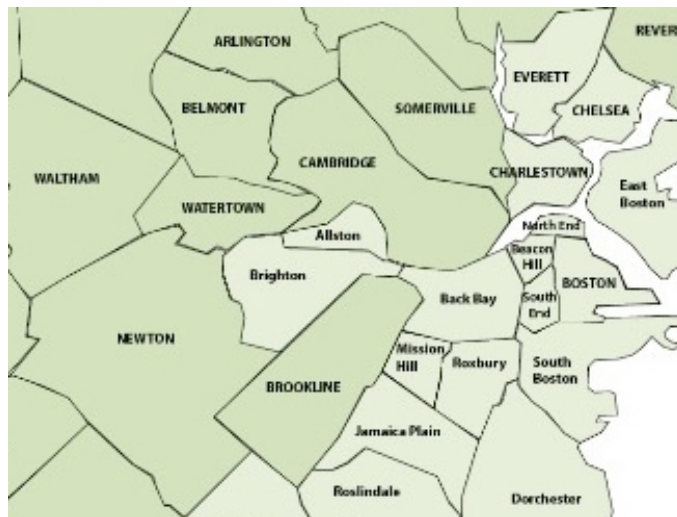 ARLINGTON
REVER
EVERETT
BELMONT
SOMERVILLE
CHELSEA
CAMBRIDGE
CHARLESTOWN
WALTHAM
East
Boston
WATERTOWN
North End
Allston
Beacon
Hill
Brighton
BOSTON
Back Bay
South
End
NEWTON
Mission
Hill
Roxbury
South
Boston
BROOKLINE
Jamaica Plain
Roslindale
Dorchester